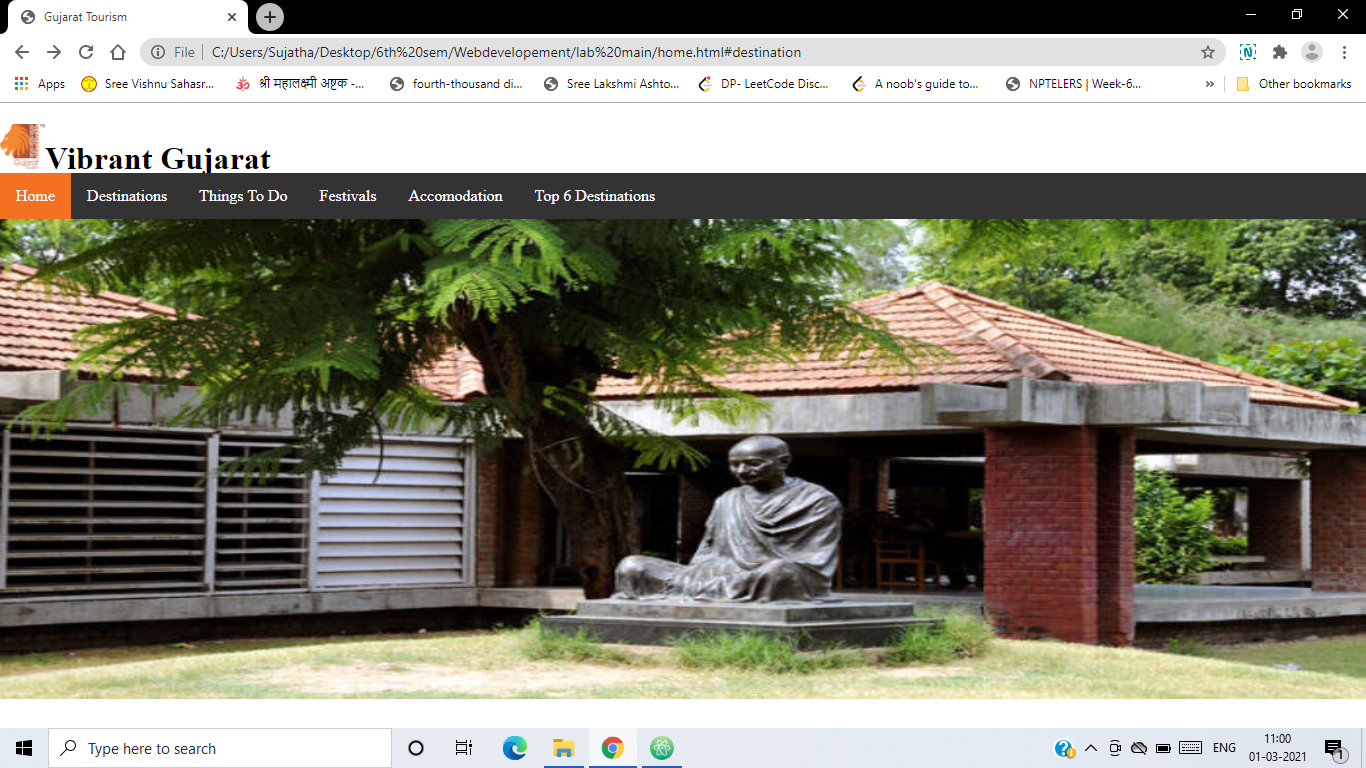 Gujarat Tourism
File
C:/Users/Sujatha/Desktop/6th%20sem/Webdevelopement/lab%20main/home.html#destination
Apps Sree Vishnu Sahasr... श्री महालक्ष्मी अष्टक -... fourth-thousand di... Sree Lakshmi Ashto... DP- LeetCode Disc... A noob's guide to... NPTELERS | Week-6... » Other bookmarks
Gujarat
Vibrant Gujarat
Home Destinations Things To Do Festivals Accomodation Top 6 Destinations
Type here to search
ENG
11:00
01-03-2021
1